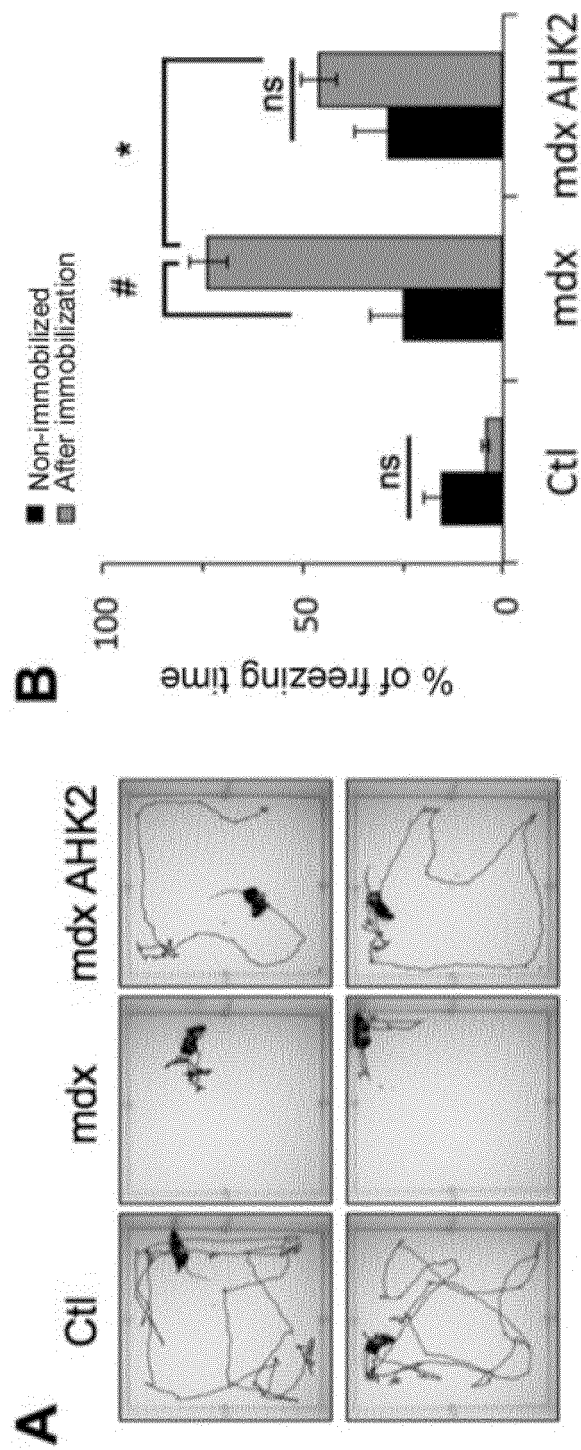 A
Ctl
mdx
mdx AHK2
B
Non-immobilized
After immobilization
% of freezing time
100
50
0
ns
#
*
ns
Ctl
mdx
mdx AHK2